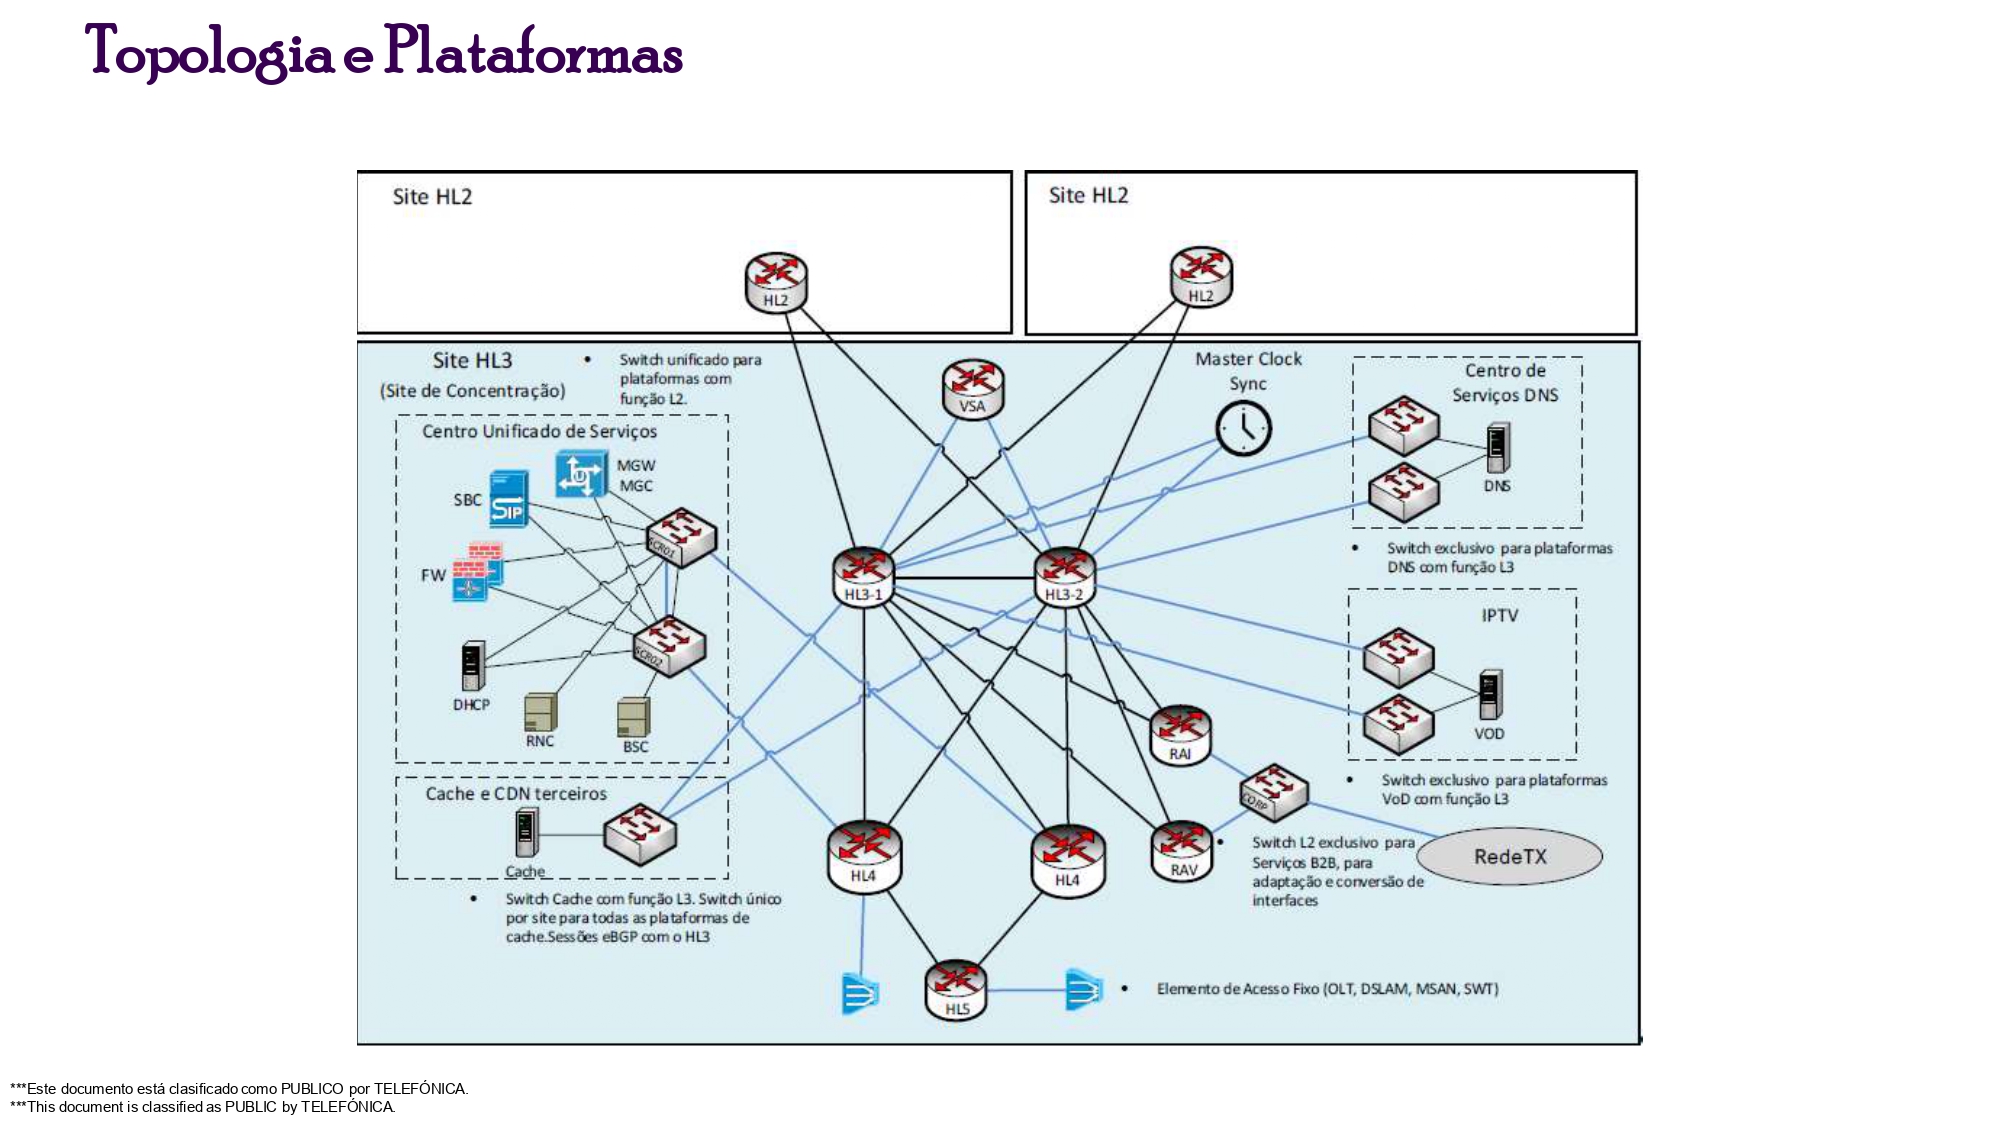 Topologia e Plataformas
Site HL2
Site HL2
HL2
HL2
Site HL3
(Site de Concentração)
• Switch unificado para
plataformas com
função L2.
VSA
Master Clock
Sync
Centro de
Serviços DNS
DNS
• Switch exclusivo para plataformas
DNS com função L3
Centro Unificado de Serviços
MGW
MGC
SBC
SIP
U
SCR01
FW
SCR02
DHCP
RNC
BSC
HL3-1
HL3-2
IPTV
VOD
• Switch exclusivo para plataformas
VoD com função L3
RAI
CORP
RedeTX
Cache e CDN terceiros
Cache
• Switch Cache com função L3. Switch único
por site para todas as plataformas de
cache.Sessões eBGP com o HL3
HL4
HL4
RAV
• Switch L2 exclusivo para
Serviços B2B, para
adaptação e conversão de
interfaces
HL5
• Elemento de Acesso Fixo (OLT, DSLAM, MSAN, SWT)
***Este documento está clasificado como PUBLICO por TELEFÓNICA.
***This document is classified as PUBLIC by TELEFÓNICA.